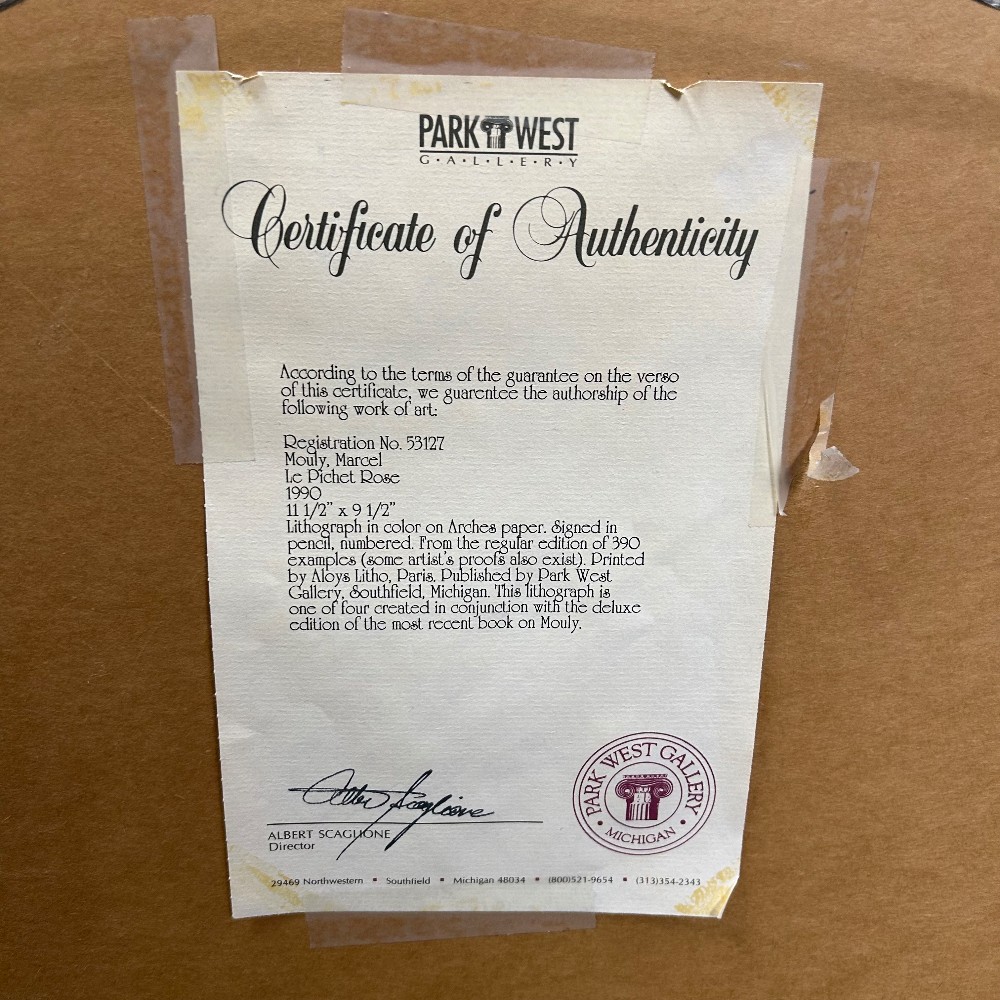 PARK WEST
G·A·L·L·E·R·Y
Certificate of Authenticity
According to the terms of the guarantee on the verso
of this certificate, we guarentee the authorship of the
following work of art:
Registration No. 53127
Mouly, Marcel
Le Pichet Rose
1990
11 1/2" x 9 1/2"
Lithograph in color on Arches paper. Signed in
pencil, numbered. From the regular edition of 390
examples (some artist's proofs also exist). Printed
by Aloys Litho, Paris. Published by Park West
Gallery, Southfield, Michigan. This lithograph is
one of four created in conjunction with the deluxe
edition of the most recent book on Mouly.
Albert Scaglione
ALBERT SCAGLIONE
Director
PARK WEST GALLERY
• MICHIGAN •
29469 Northwestern ▪ Southfield ▪ Michigan 48034 ▪ (800)521-9654 ▪ (313)354-2343